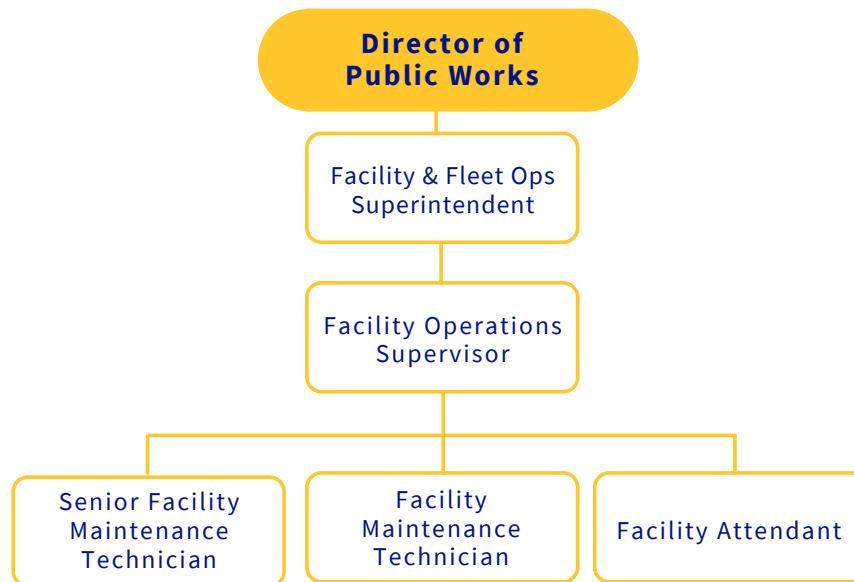 Director of
Public Works
Facility & Fleet Ops
Superintendent
Facility Operations
Supervisor
Senior Facility
Maintenance
Technician
Facility
Maintenance
Technician
Facility Attendant